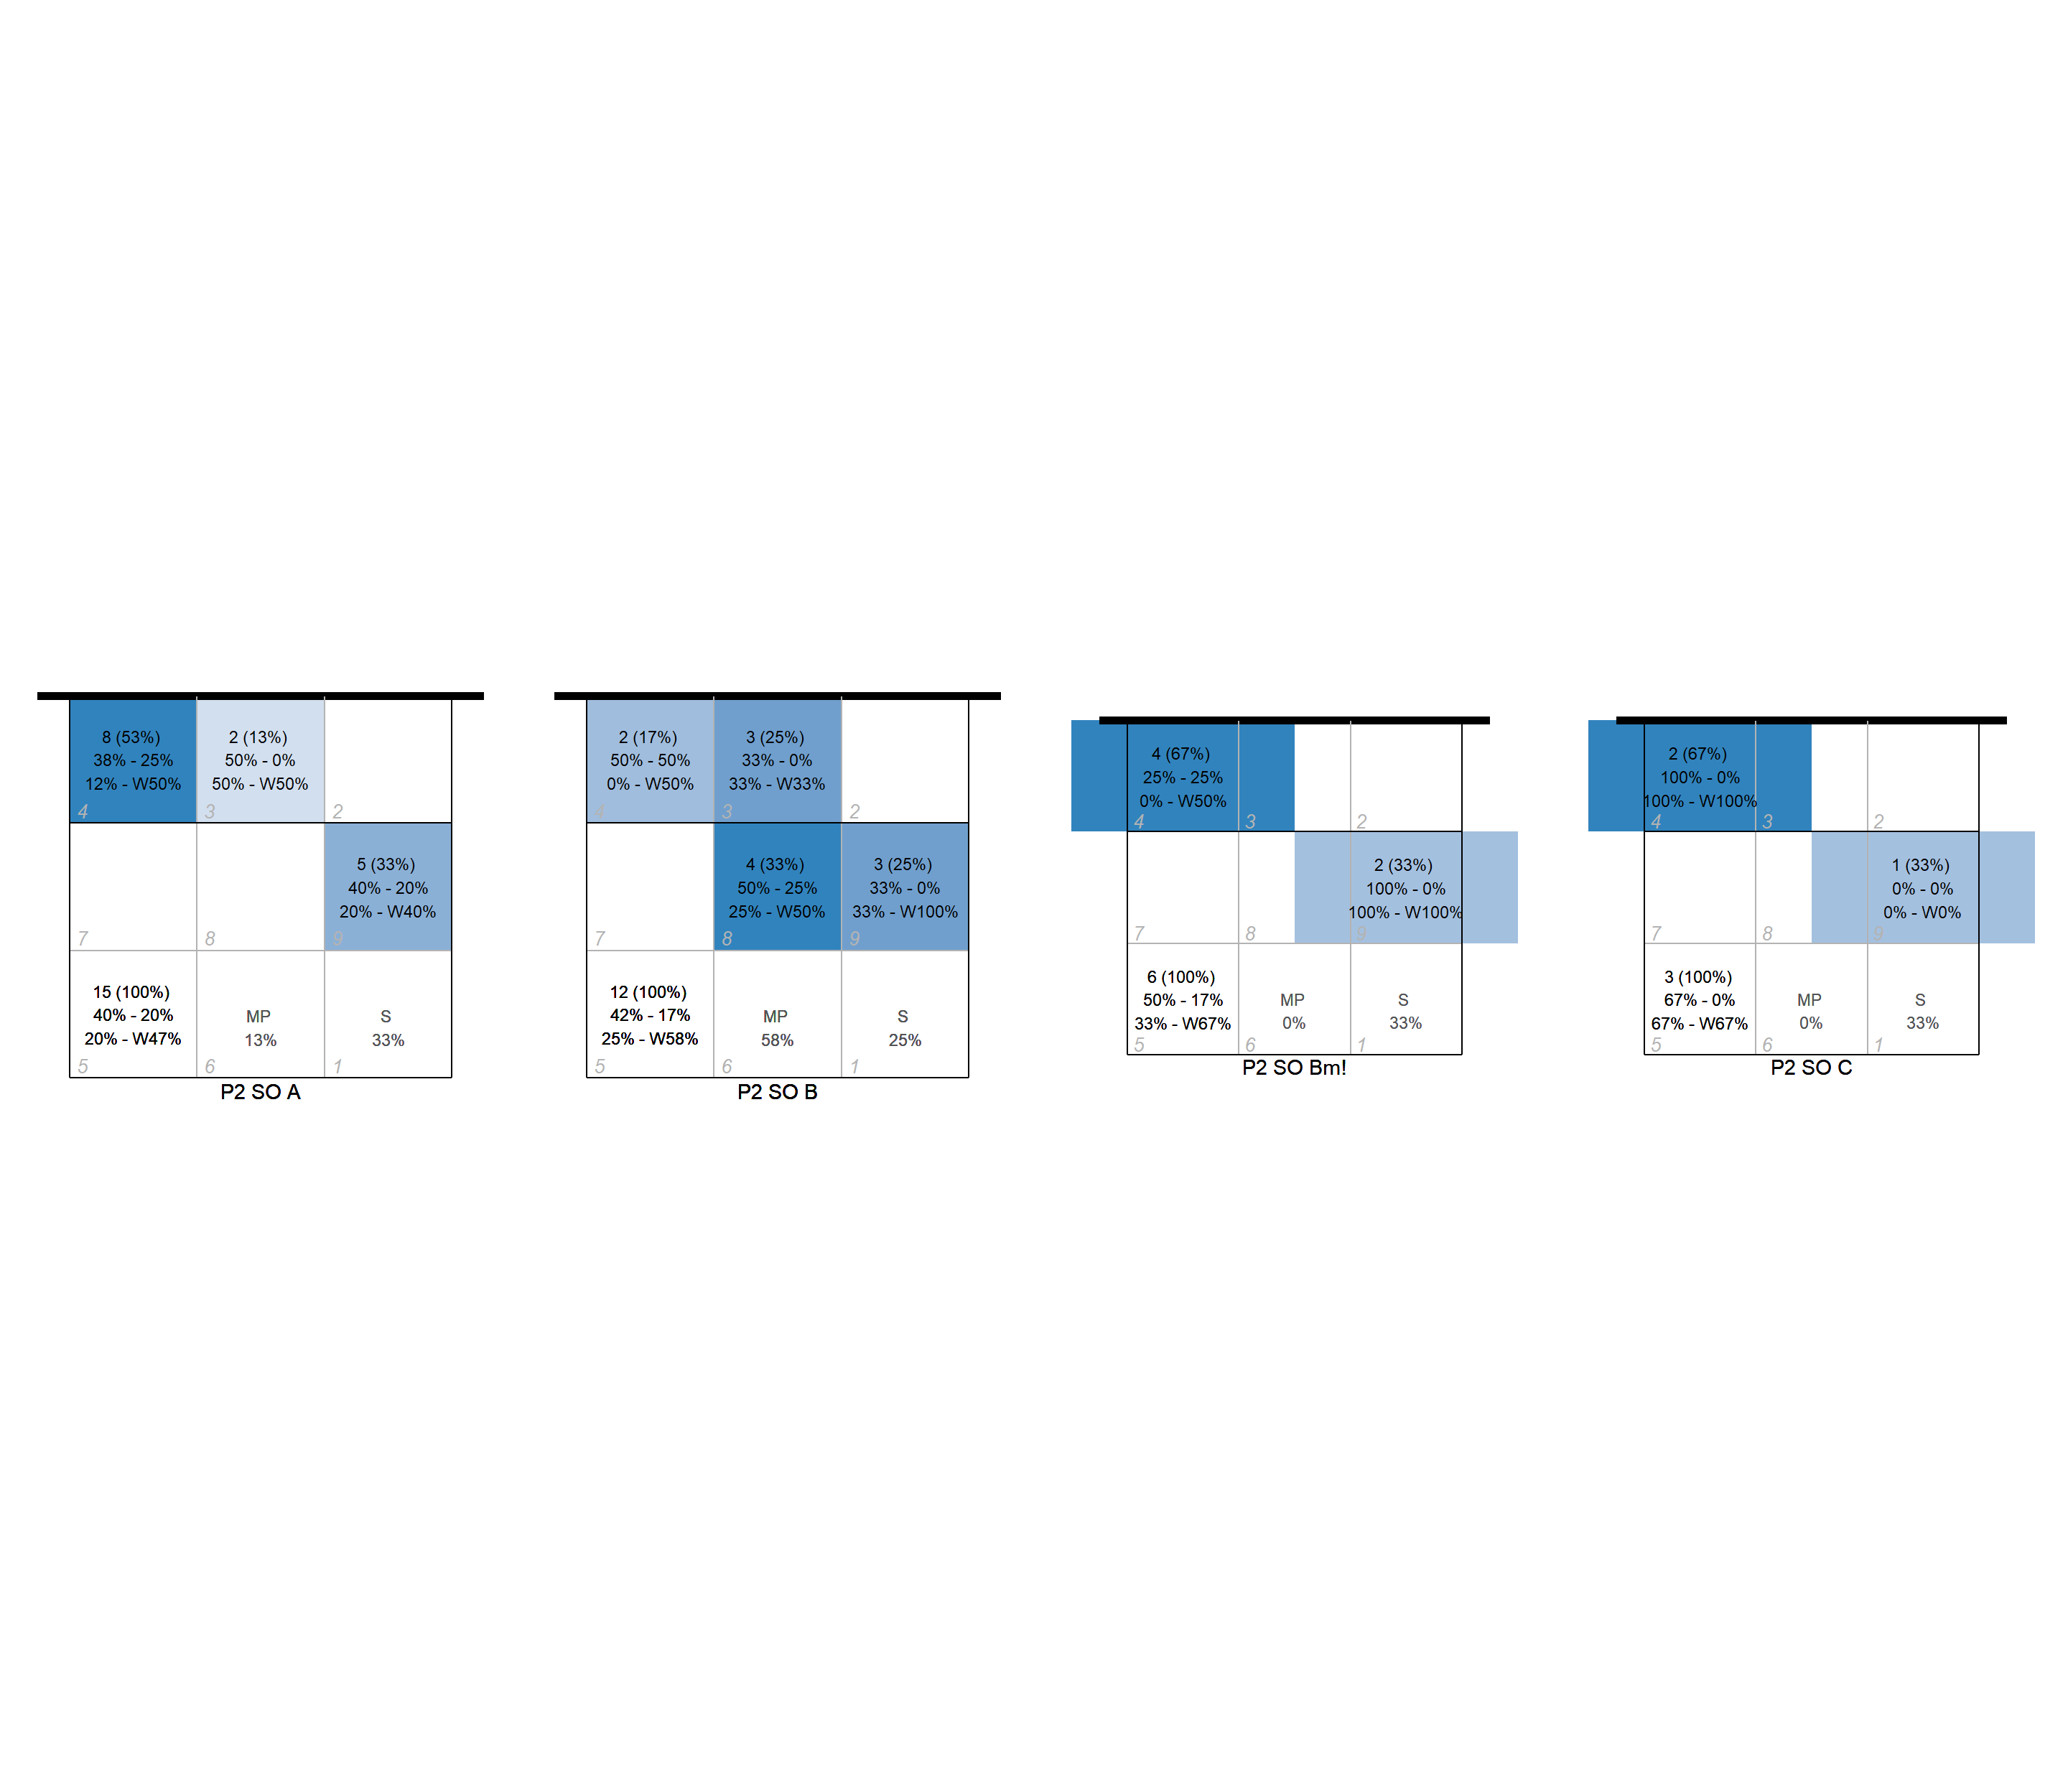 8 (53%)
38% - 25%
12% - W50%
4
2 (13%)
50% - 0%
50% - W50%
3
2
7
8
5 (33%)
40% - 20%
20% - W40%
9
15 (100%)
40% - 20%
20% - W47%
5
MP
13%
6
S
33%
1
P2 SO A
2 (17%)
50% - 50%
0% - W50%
4
3 (25%)
33% - 0%
33% - W33%
3
2
7
4 (33%)
50% - 25%
25% - W50%
8
3 (25%)
33% - 0%
33% - W100%
9
12 (100%)
42% - 17%
25% - W58%
5
MP
58%
6
S
25%
1
P2 SO B
4 (67%)
25% - 25%
0% - W50%
4
3
2
7
8
2 (33%)
100% - 0%
100% - W100%
9
6 (100%)
50% - 17%
33% - W67%
5
MP
0%
6
S
33%
1
P2 SO Bm!
2 (67%)
100% - 0%
100% - W100%
4
3
2
7
8
1 (33%)
0% - 0%
0% - W0%
9
3 (100%)
67% - 0%
67% - W67%
5
MP
0%
6
S
33%
1
P2 SO C